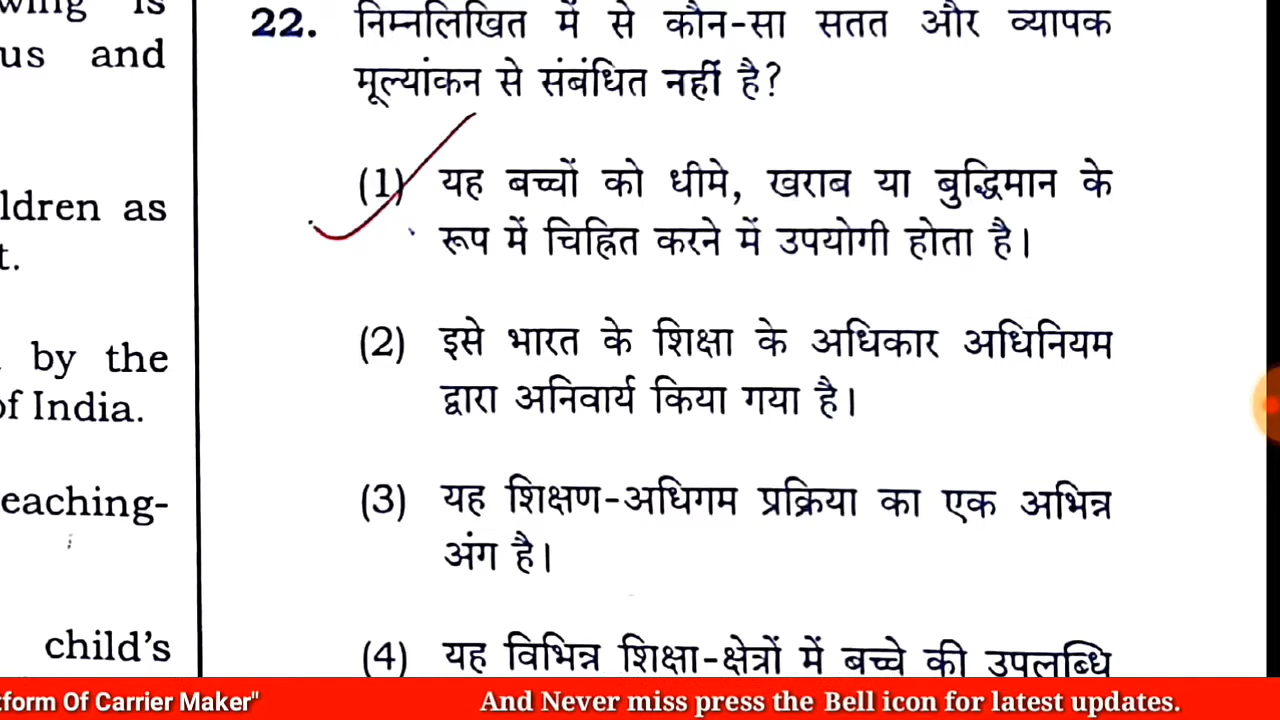 us and
ldren as
t.
by the
of India.
eaching-
child's
22. निम्नलिखित में से कौन-सा सतत और व्यापक
मूल्यांकन से संबंधित नहीं है?
(1) यह बच्चों को धीमे, खराब या बुद्धिमान के
रूप में चिह्नित करने में उपयोगी होता है।
(2) इसे भारत के शिक्षा के अधिकार अधिनियम
द्वारा अनिवार्य किया गया है।
(3) यह शिक्षण-अधिगम प्रक्रिया का एक अभिन्न
अंग है।
(4) यह विभिन्न शिक्षा-क्षेत्रों में बच्चे की उपलब्धि
tform Of Carrier Maker" And Never miss press the Bell icon for latest updates.